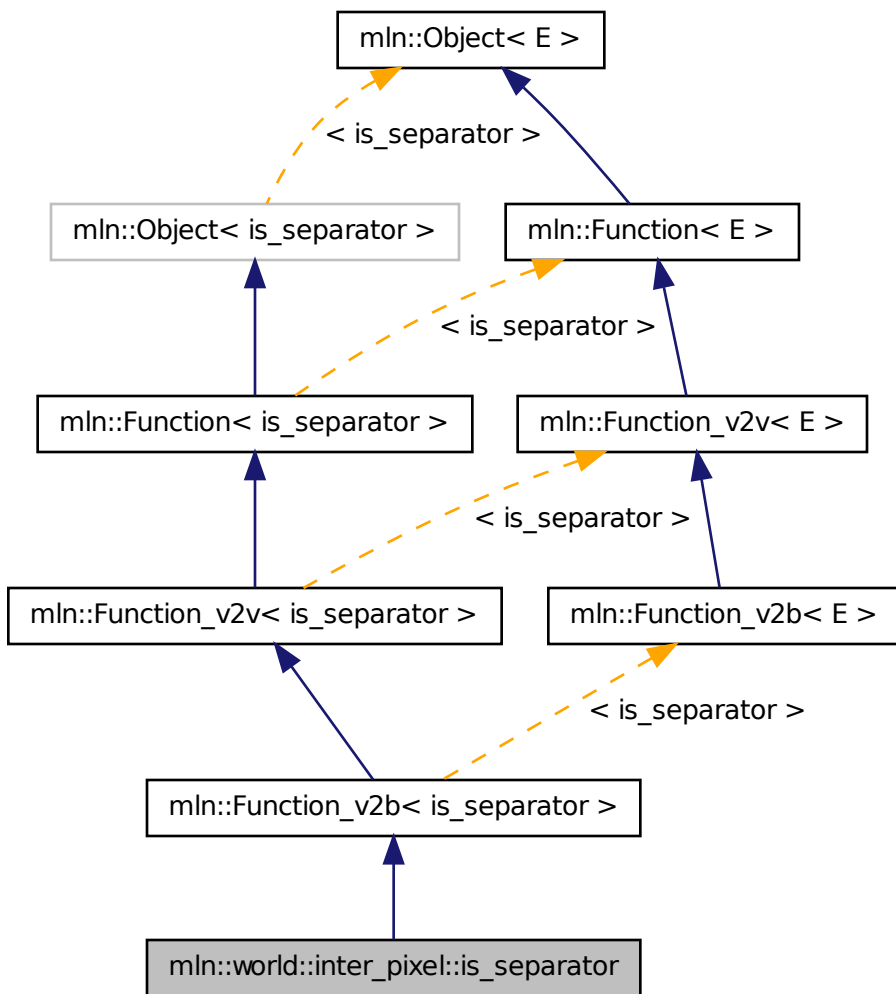 mln::Object< E >
< is_separator >
mln::Object< is_separator >
mln::Function< E >
< is_separator >
mln::Function< is_separator >
mln::Function_v2v< E >
< is_separator >
mln::Function_v2v< is_separator >
mln::Function_v2b< E >
< is_separator >
mln::Function_v2b< is_separator >
mln::world::inter_pixel::is_separator